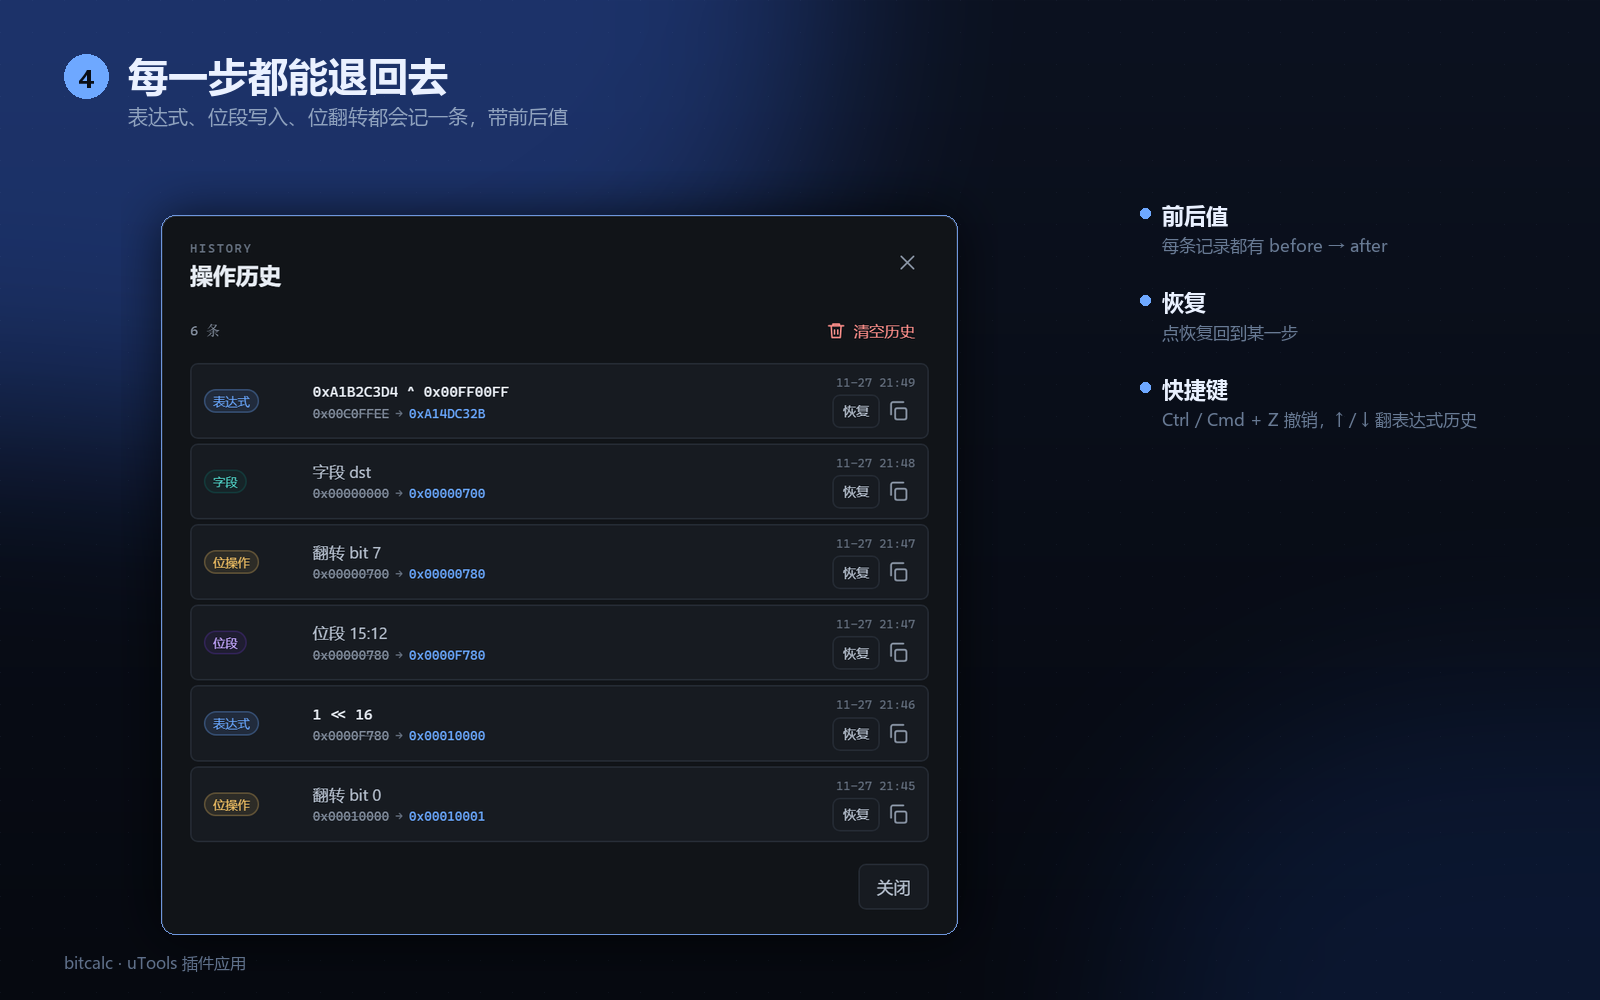 4
每一步都能退回去
表达式、位段写入、位翻转都会记一条，带前后值
HISTORY
操作历史
6 条
清空历史
表达式
0xA1B2C3D4 ^ 0x00FF00FF
0x00C0FFEE → 0xA14DC32B
11-27 21:49
恢复
字段
字段 dst
0x00000000 → 0x00000700
11-27 21:48
恢复
位操作
翻转 bit 7
0x00000700 → 0x00000780
11-27 21:47
恢复
位段
位段 15:12
0x00000780 → 0x0000F780
11-27 21:47
恢复
表达式
1 << 16
0x0000F780 → 0x00010000
11-27 21:46
恢复
位操作
翻转 bit 0
0x00010000 → 0x00010001
11-27 21:45
恢复
关闭
前后值
每条记录都有 before → after
恢复
点恢复回到某一步
快捷键
Ctrl / Cmd + Z 撤销，↑ / ↓ 翻表达式历史
bitcalc · uTools 插件应用